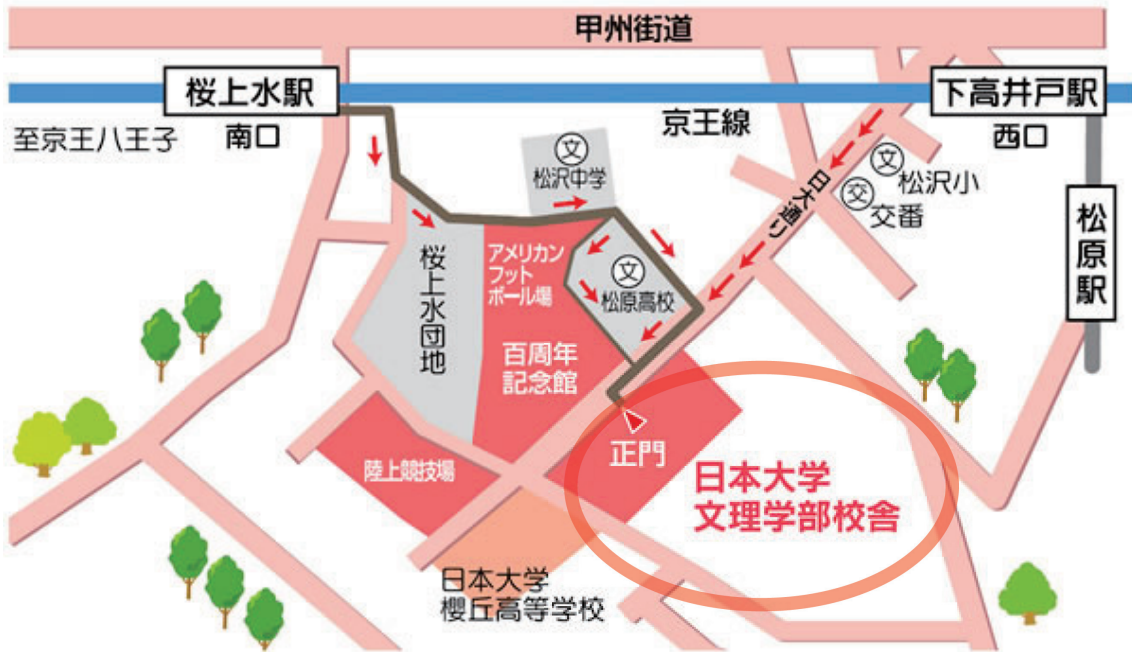 甲州街道
桜上水駅
下高井戸駅
至京王八王子
南口
京王線
西口
文
松沢中学
文
松沢小
交
交番
日大通り
松原駅
桜上水団地
アメリカン
フット
ボール場
文
松原高校
百周年
記念館
正門
陸上競技場
日本大学
文理学部校舎
日本大学
櫻丘高等学校